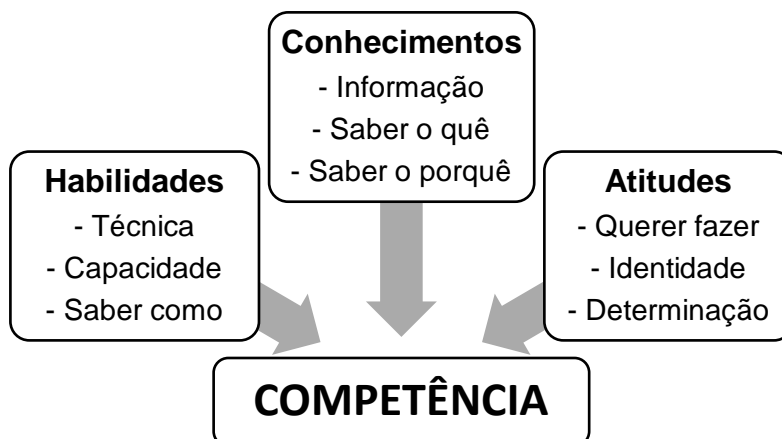 Conhecimentos
- Informação
- Saber o quê
- Saber o porquê
Habilidades
- Técnica
- Capacidade
- Saber como
Atitudes
- Querer fazer
- Identidade
- Determinação
COMPETÊNCIA